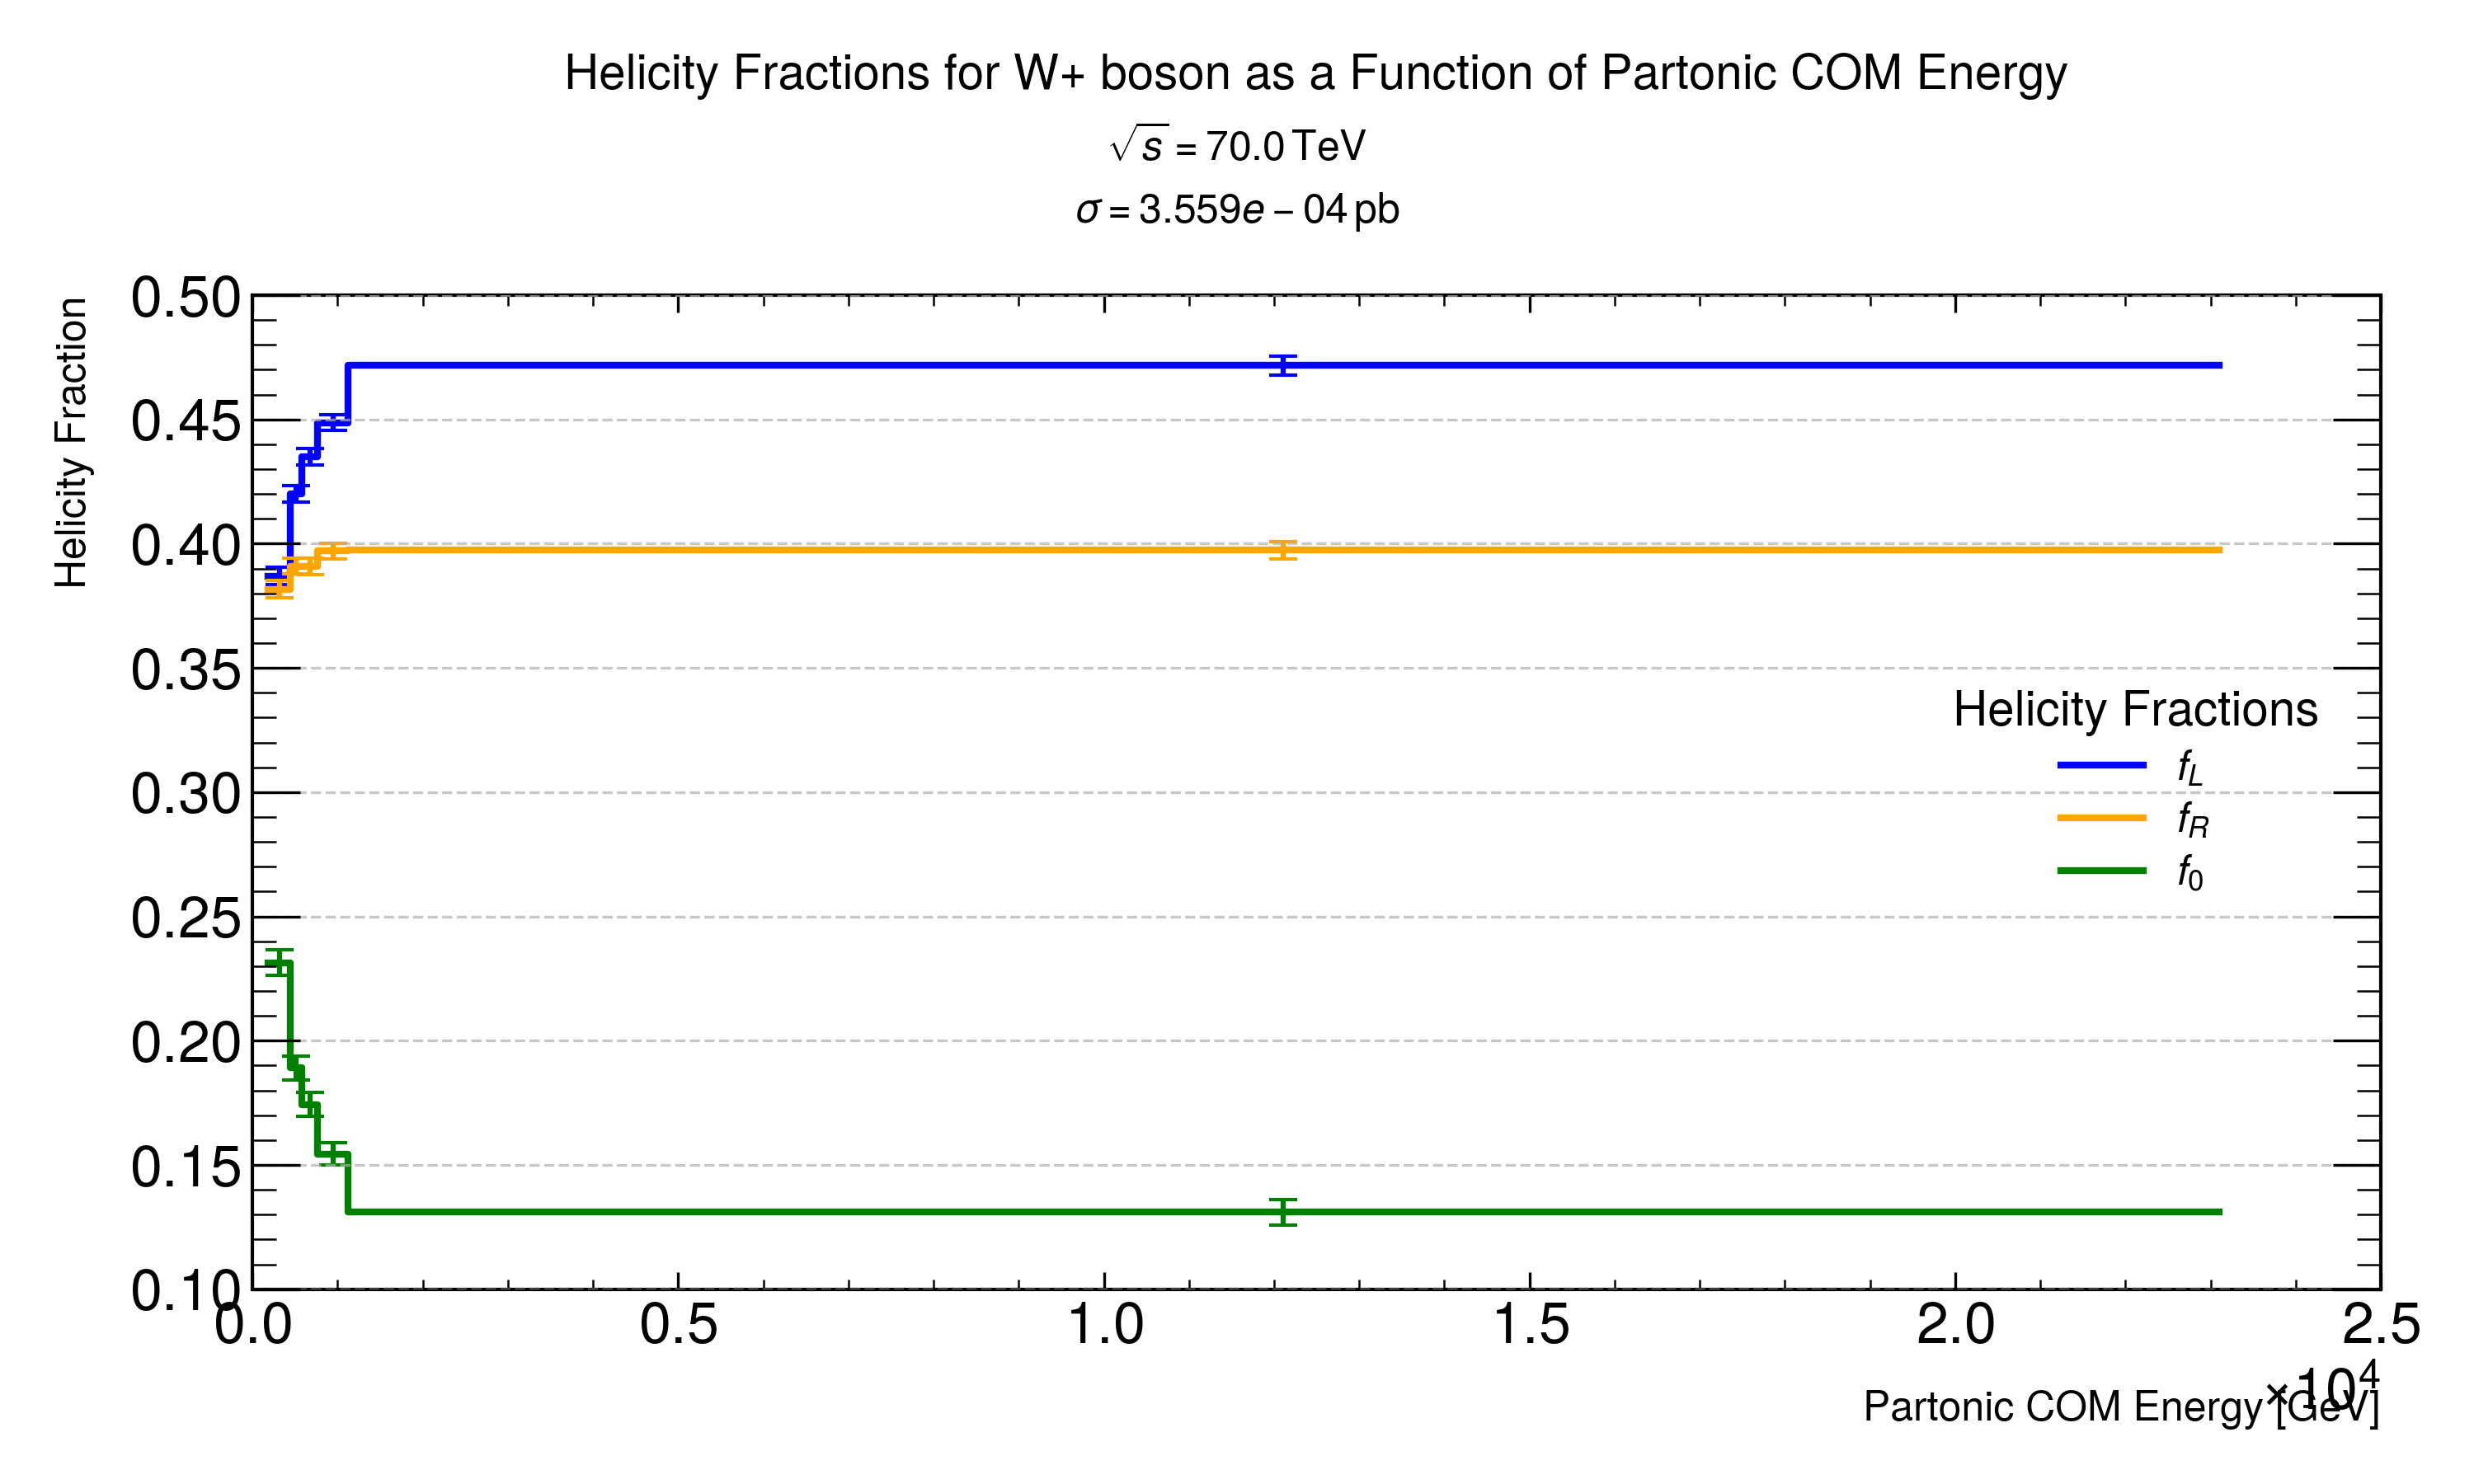 Helicity Fractions for W+ boson as a Function of Partonic COM Energy
√s = 70.0 TeV
σ = 3.559e − 04 pb
Helicity Fraction
0.50
0.45
0.40
0.35
0.30
0.25
0.20
0.15
0.10
Helicity Fractions
f_L
f_R
f_0
0.0 0.5 1.0 1.5 2.0 2.5
×10^4
Partonic COM Energy [GeV]